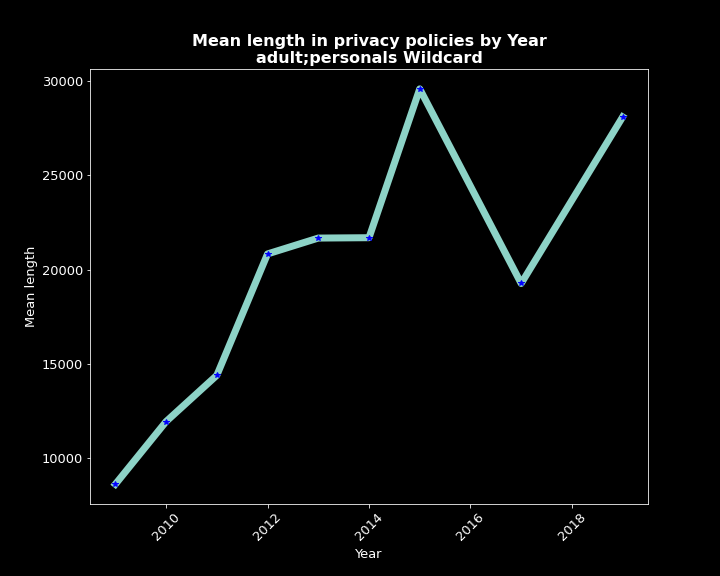 Mean length in privacy policies by Year
adult;personals Wildcard
30000
25000
20000
15000
10000
Mean length
2010
2012
2014
2016
2018
Year